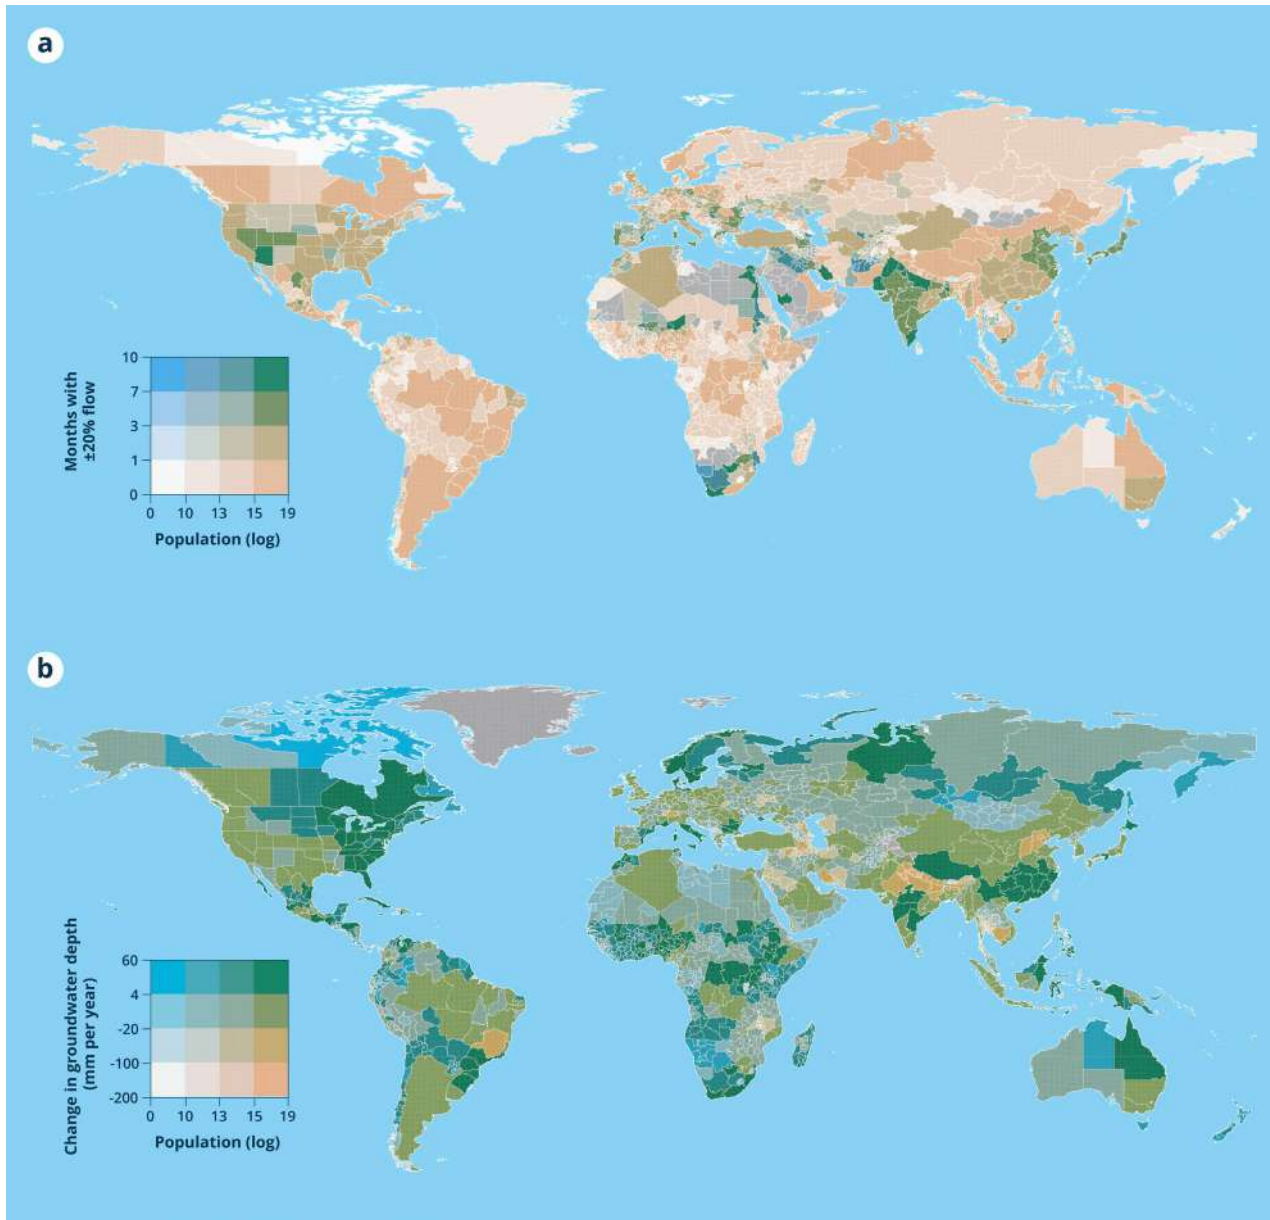 a
Months with
±20% flow
10
7
3
1
0
0 10 13 15 19
Population (log)
b
Change in groundwater depth
(mm per year)
60
4
-20
-100
-200
0 10 13 15 19
Population (log)